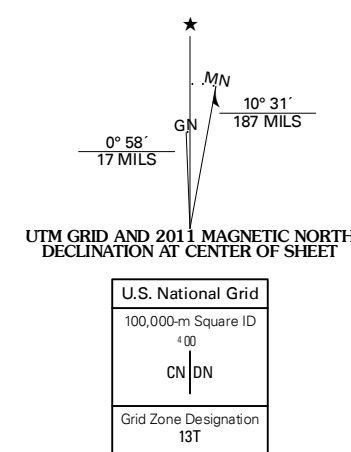 ★
MN
GN
10° 31´
187 MILS
0° 58´
17 MILS
UTM GRID AND 2011 MAGNETIC NORTH
DECLINATION AT CENTER OF SHEET
U.S. National Grid
100,000-m Square ID
4 00
CN DN
Grid Zone Designation
13T